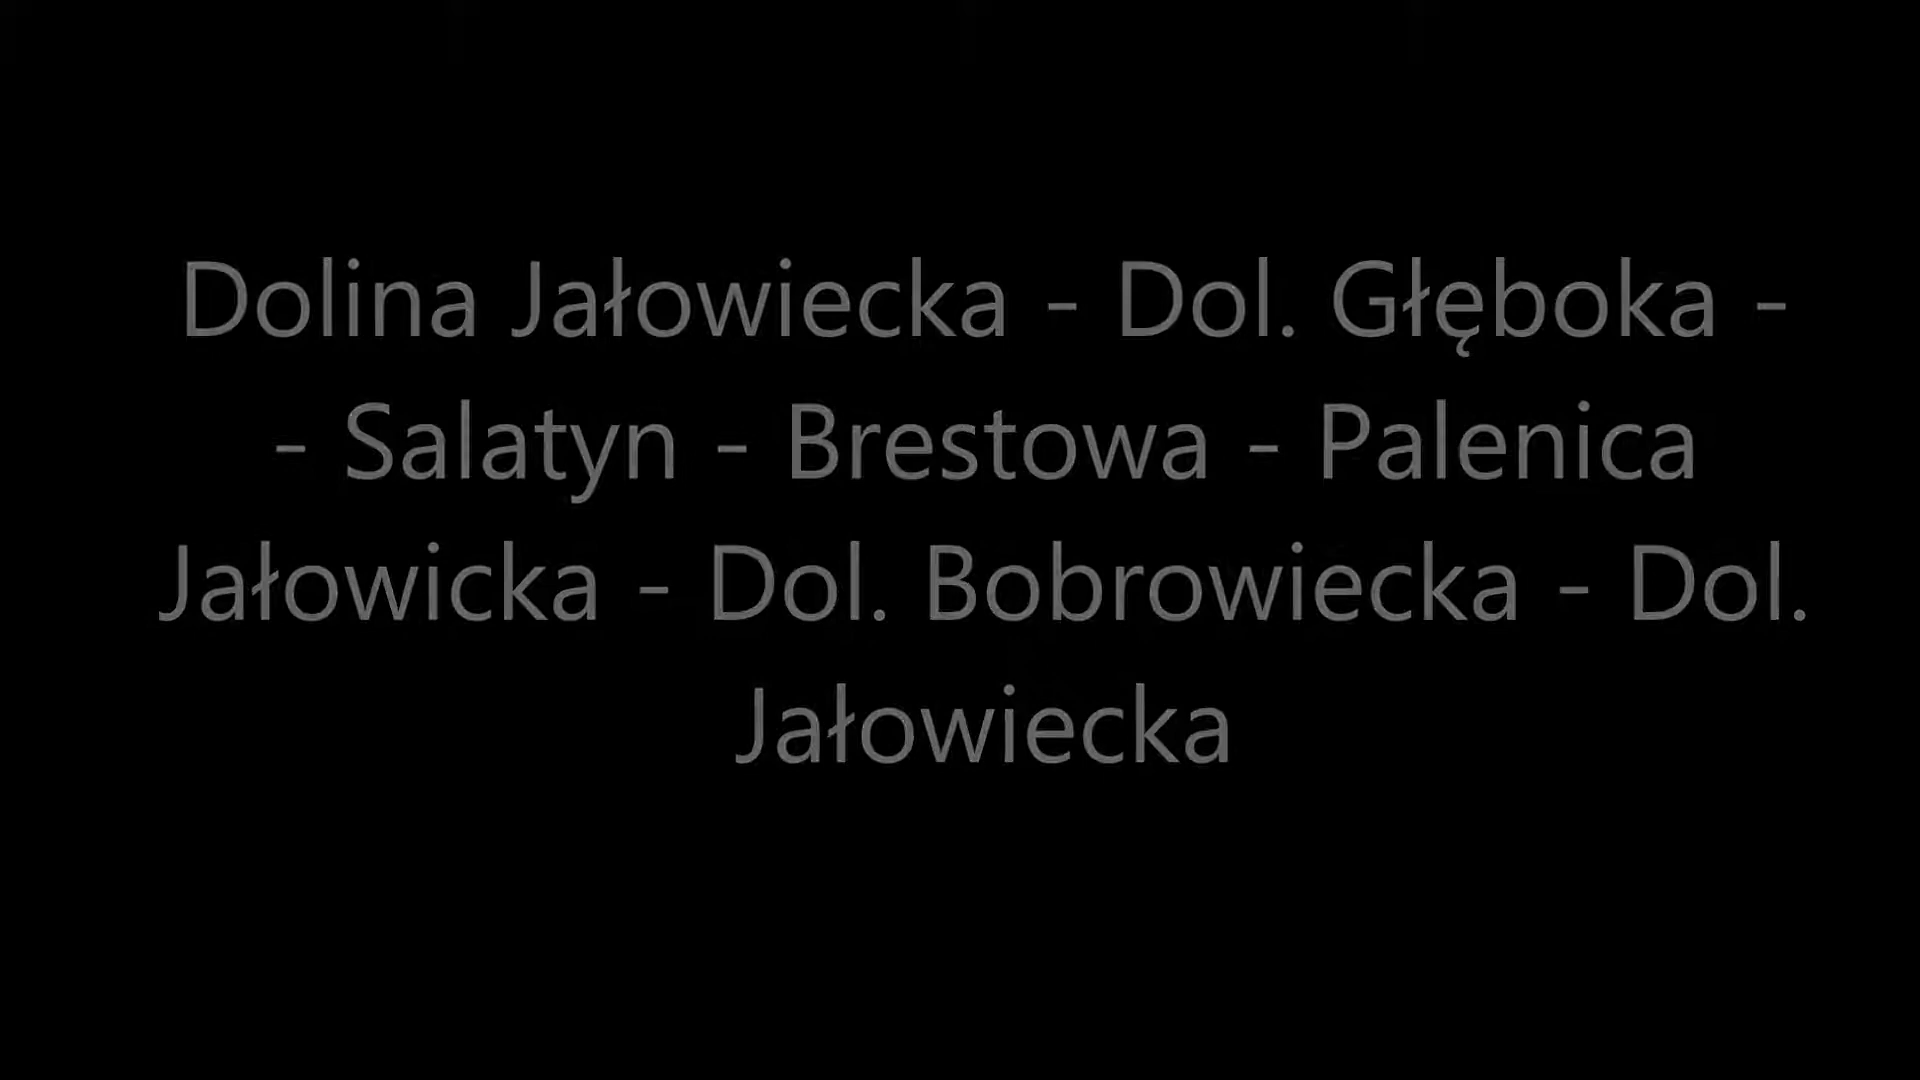 Dolina Jałowiecka - Dol. Głęboka -
- Salatyn - Brestowa - Palenica
Jałowicka - Dol. Bobrowiecka - Dol.
Jałowiecka